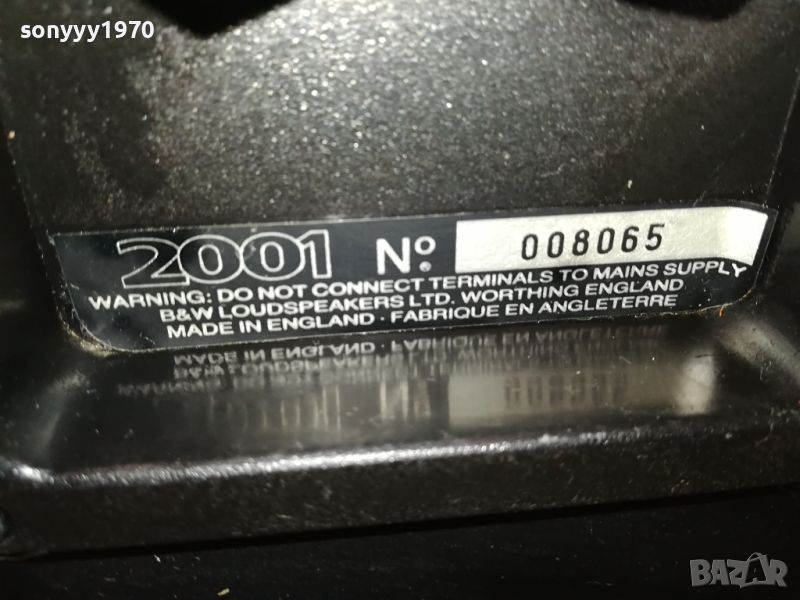 sonyyy1970
2001 Nº. 008065
WARNING: DO NOT CONNECT TERMINALS TO MAINS SUPPLY
B&W LOUDSPEAKERS LTD. WORTHING ENGLAND
MADE IN ENGLAND · FABRIQUE EN ANGLETERRE
BAZAR